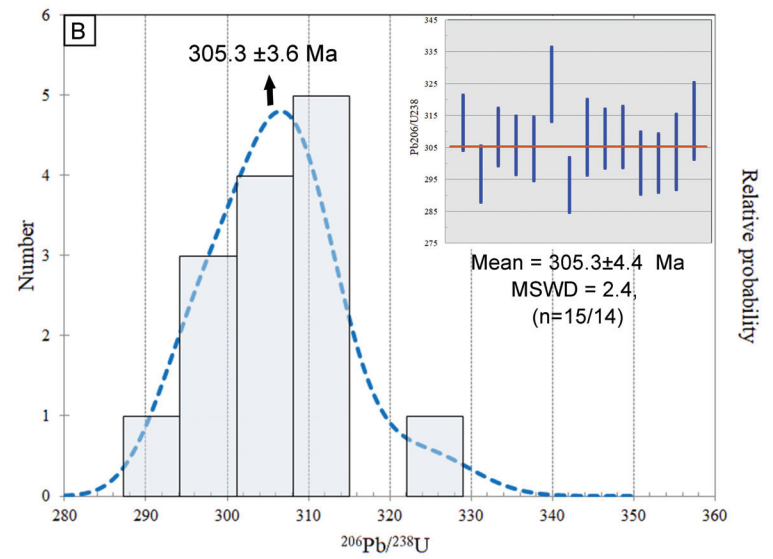 B
305.3 ±3.6 Ma
6
5
4
3
2
1
0
Number
280
290
300
310
320
330
340
350
360
²⁰⁶Pb/²³⁸U
Relative probability
345
335
325
315
305
295
285
275
Pb206/U238
Mean = 305.3±4.4 Ma
MSWD = 2.4,
(n=15/14)